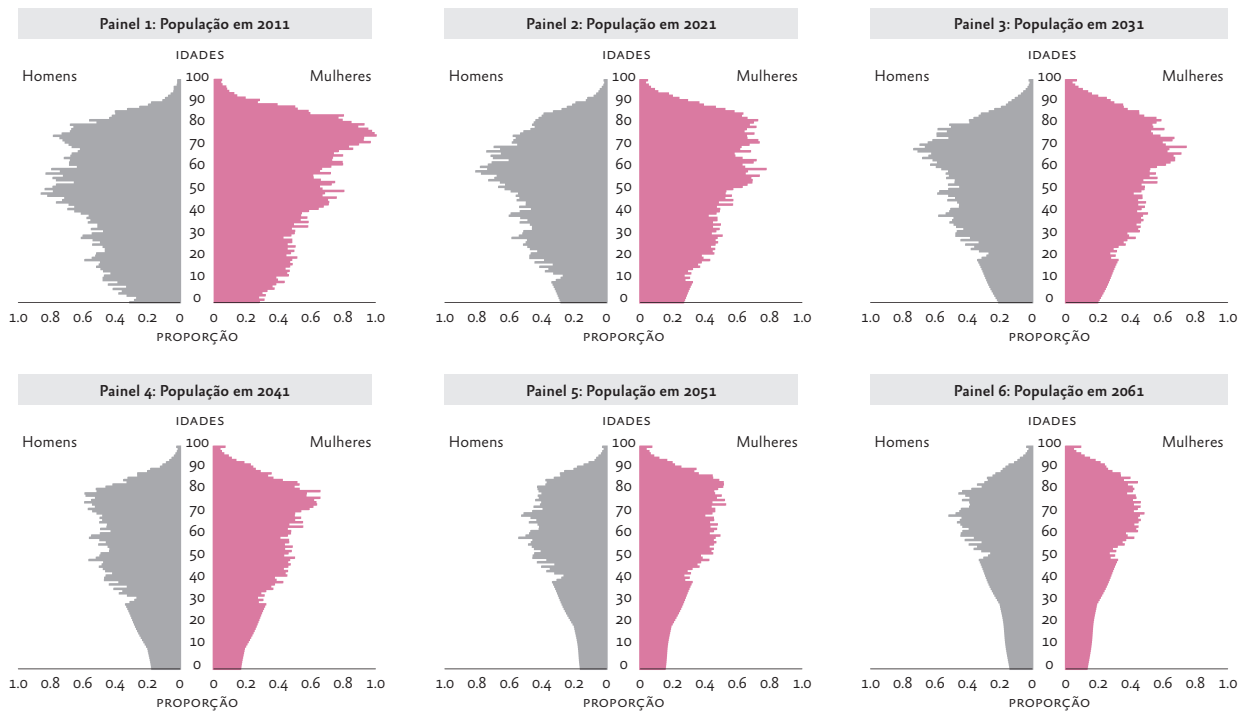 Painel 1: População em 2011
IDADES
Homens
Mulheres
100
90
80
70
60
50
40
30
20
10
0
1.0 0.8 0.6 0.4 0.2 0 0 0.2 0.4 0.6 0.8 1.0
PROPORÇÃO
Painel 2: População em 2021
IDADES
Homens
Mulheres
100
90
80
70
60
50
40
30
20
10
0
1.0 0.8 0.6 0.4 0.2 0 0 0.2 0.4 0.6 0.8 1.0
PROPORÇÃO
Painel 3: População em 2031
IDADES
Homens
Mulheres
100
90
80
70
60
50
40
30
20
10
0
1.0 0.8 0.6 0.4 0.2 0 0 0.2 0.4 0.6 0.8 1.0
PROPORÇÃO
Painel 4: População em 2041
IDADES
Homens
Mulheres
100
90
80
70
60
50
40
30
20
10
0
1.0 0.8 0.6 0.4 0.2 0 0 0.2 0.4 0.6 0.8 1.0
PROPORÇÃO
Painel 5: População em 2051
IDADES
Homens
Mulheres
100
90
80
70
60
50
40
30
20
10
0
1.0 0.8 0.6 0.4 0.2 0 0 0.2 0.4 0.6 0.8 1.0
PROPORÇÃO
Painel 6: População em 2061
IDADES
Homens
Mulheres
100
90
80
70
60
50
40
30
20
10
0
1.0 0.8 0.6 0.4 0.2 0 0 0.2 0.4 0.6 0.8 1.0
PROPORÇÃO